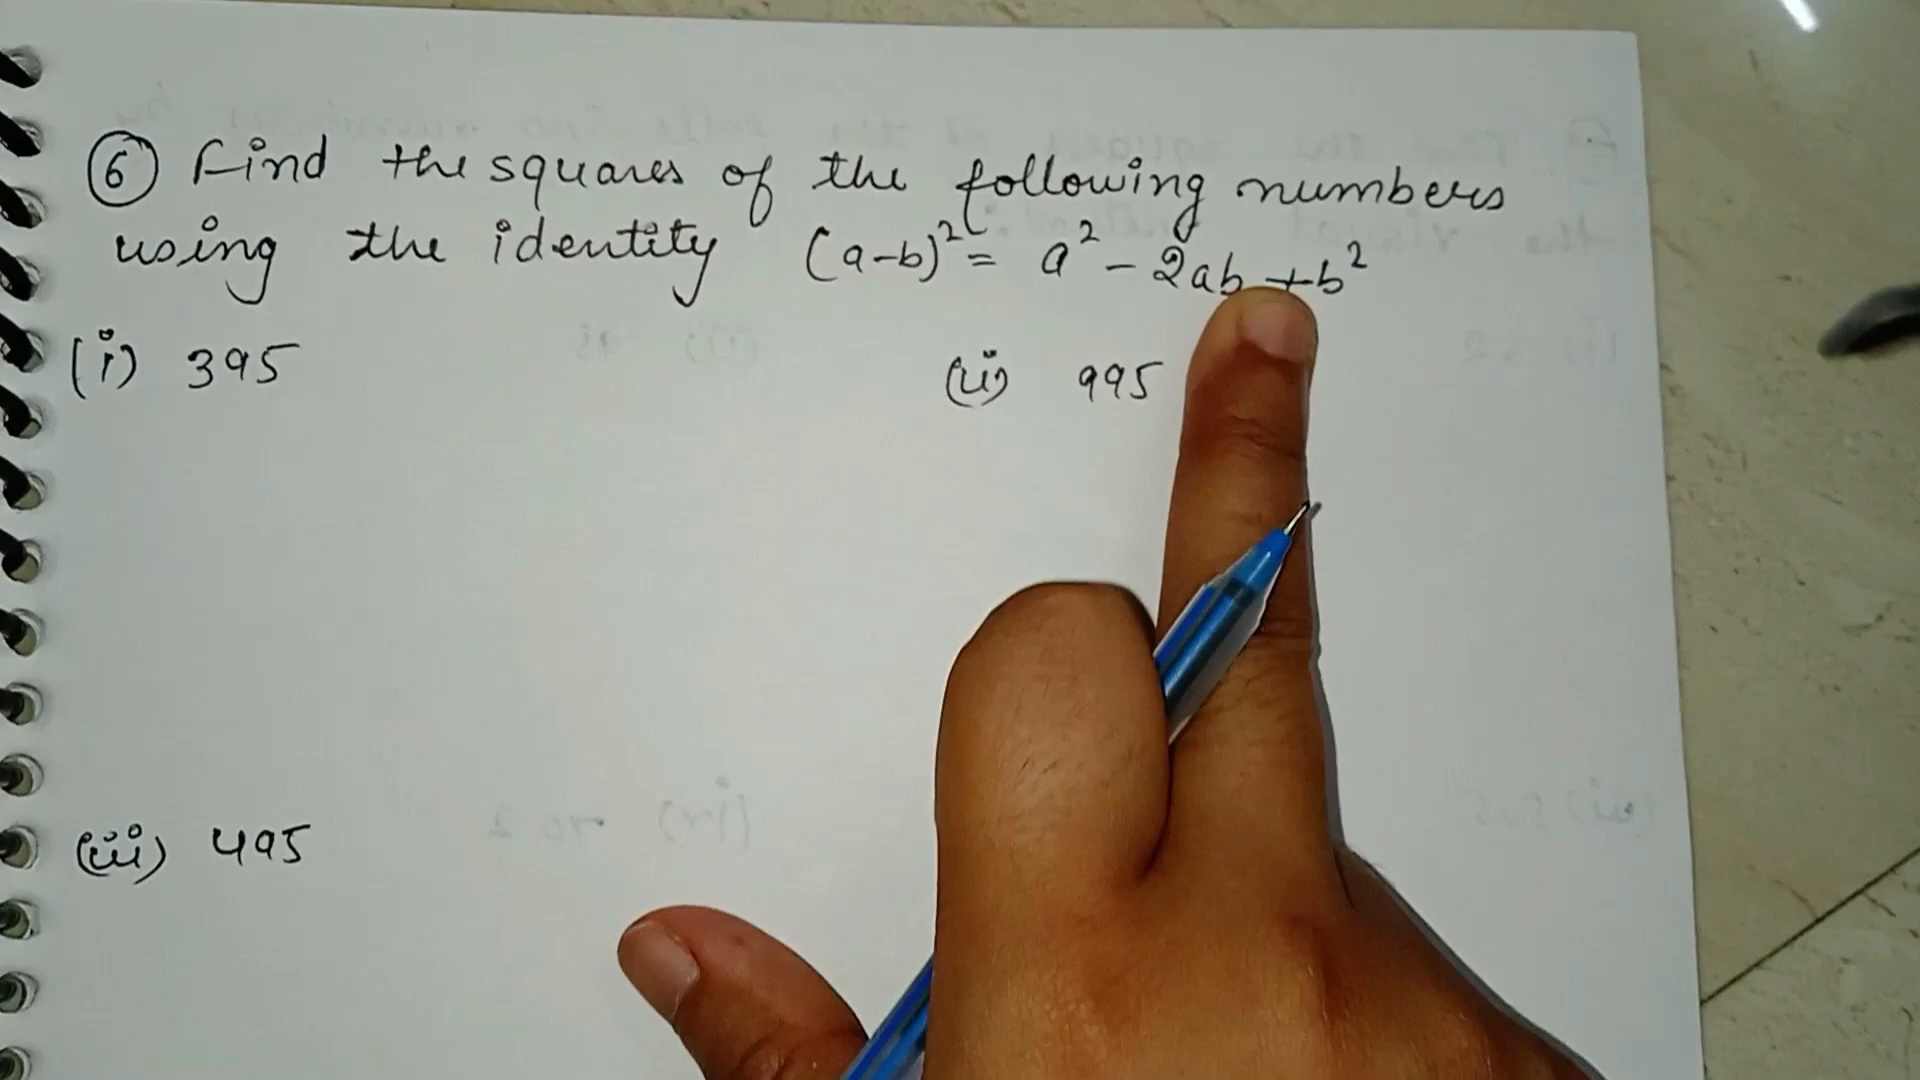 ⑥ Find the squares of the following numbers
using the identity (a-b)² = a² - 2ab + b²
(i) 395 (ii) 995
(iii) 495